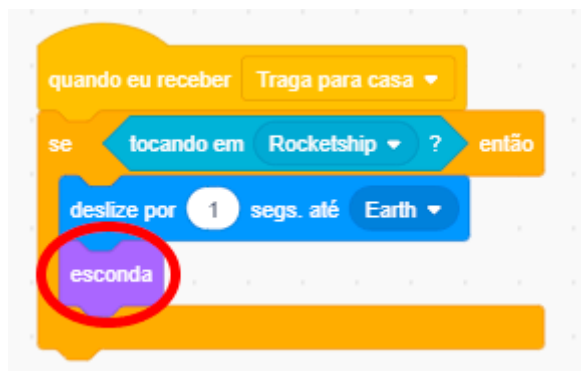 quando eu receber Traga para casa
se tocando em Rocketship ? então
deslize por 1 segs. até Earth
esconda